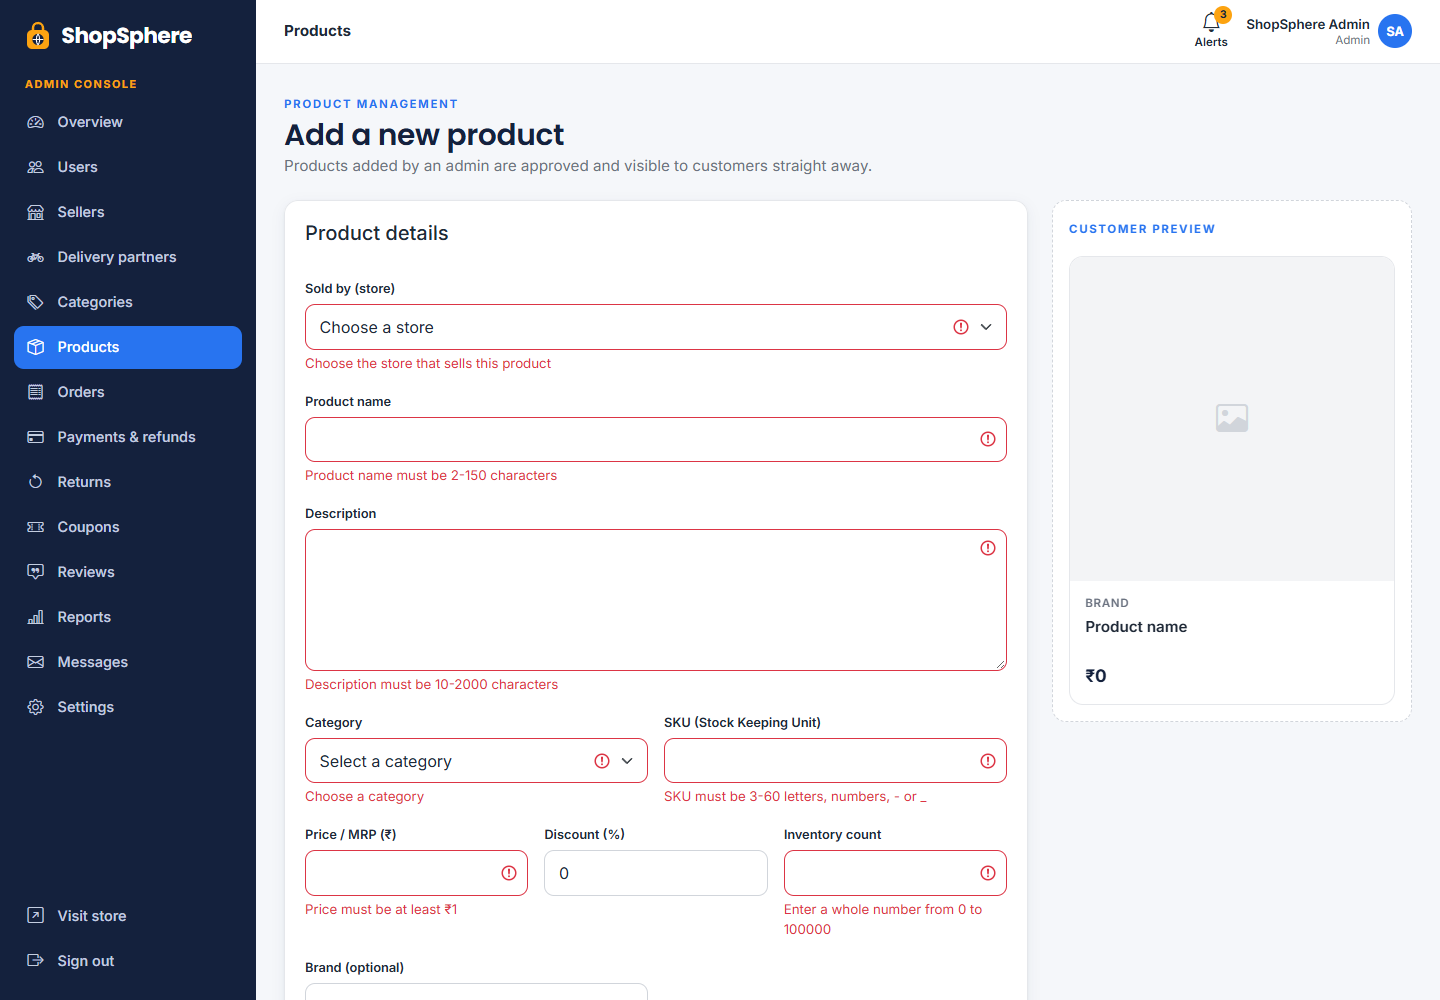 ShopSphere
ADMIN CONSOLE
Overview
Users
Sellers
Delivery partners
Categories
Products
Orders
Payments & refunds
Returns
Coupons
Reviews
Reports
Messages
Settings
Visit store
Sign out
Products
3
Alerts
ShopSphere Admin
Admin
SA
PRODUCT MANAGEMENT
Add a new product
Products added by an admin are approved and visible to customers straight away.
Product details
Sold by (store)
Choose a store
Choose the store that sells this product
Product name
Product name must be 2-150 characters
Description
Description must be 10-2000 characters
Category
Select a category
Choose a category
SKU (Stock Keeping Unit)
SKU must be 3-60 letters, numbers, - or _
Price / MRP (₹)
Price must be at least ₹1
Discount (%)
0
Inventory count
Enter a whole number from 0 to
100000
Brand (optional)
CUSTOMER PREVIEW
BRAND
Product name
₹0